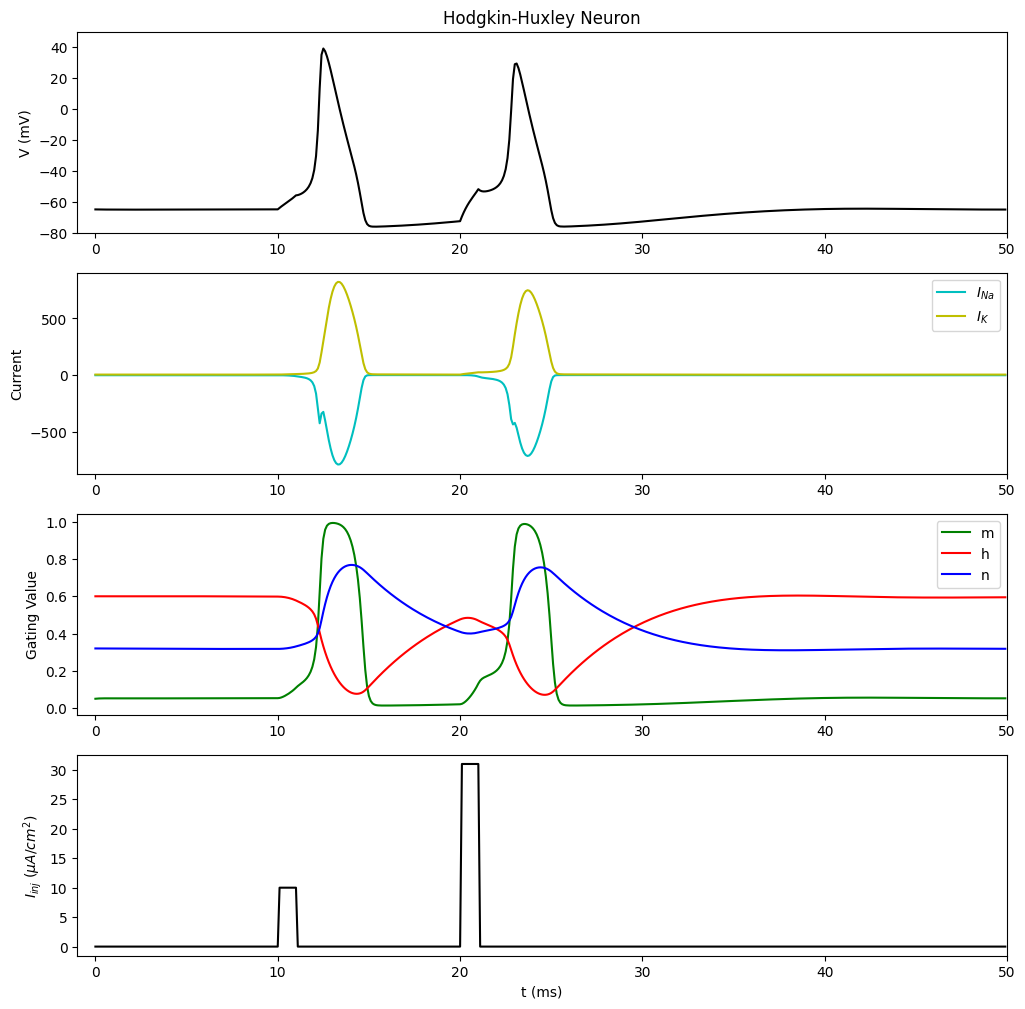 Hodgkin-Huxley Neuron
V (mV)
40
20
0
−20
−40
−60
−80
0 10 20 30 40 50
Current
500
0
−500
I_Na
I_K
0 10 20 30 40 50
Gating Value
1.0
0.8
0.6
0.4
0.2
0.0
m
h
n
0 10 20 30 40 50
I_inj (μA/cm²)
30
25
20
15
10
5
0
0 10 20 30 40 50
t (ms)